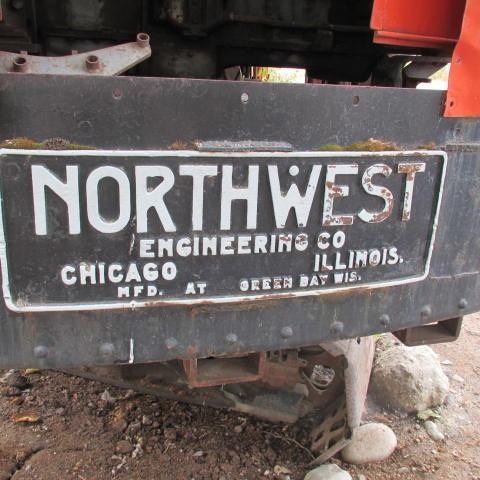 NORTHWEST
ENGINEERING CO
CHICAGO ILLINOIS.
MFD. AT GREEN BAY WIS.